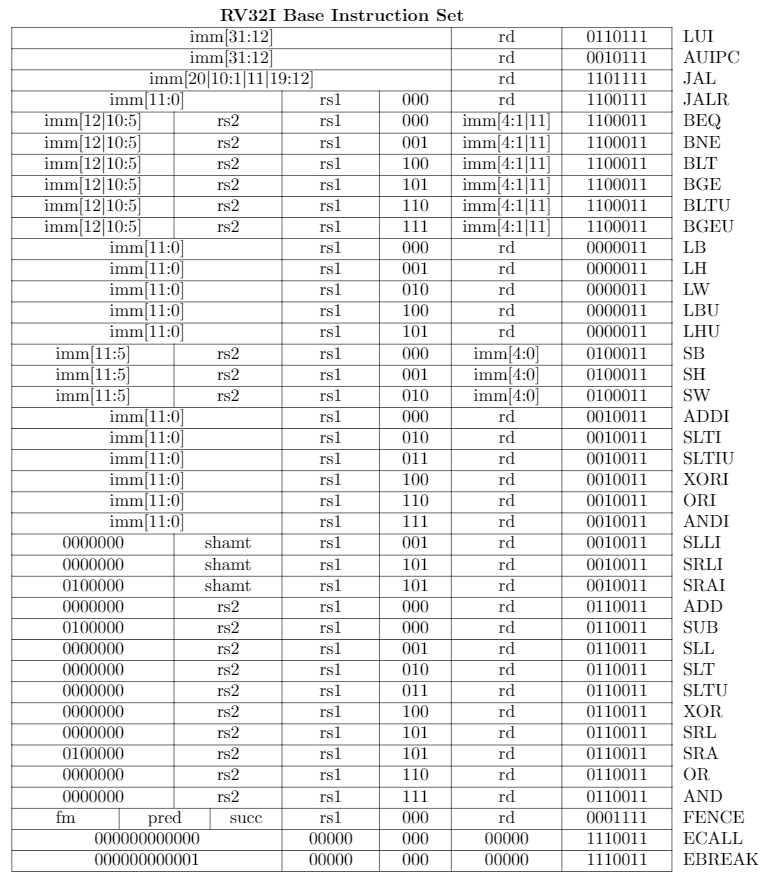 RV32I Base Instruction Set
imm[31:12] rd 0110111 LUI
imm[31:12] rd 0010111 AUIPC
imm[20|10:1|11|19:12] rd 1101111 JAL
imm[11:0] rs1 000 rd 1100111 JALR
imm[12|10:5] rs2 rs1 000 imm[4:1|11] 1100011 BEQ
imm[12|10:5] rs2 rs1 001 imm[4:1|11] 1100011 BNE
imm[12|10:5] rs2 rs1 100 imm[4:1|11] 1100011 BLT
imm[12|10:5] rs2 rs1 101 imm[4:1|11] 1100011 BGE
imm[12|10:5] rs2 rs1 110 imm[4:1|11] 1100011 BLTU
imm[12|10:5] rs2 rs1 111 imm[4:1|11] 1100011 BGEU
imm[11:0] rs1 000 rd 0000011 LB
imm[11:0] rs1 001 rd 0000011 LH
imm[11:0] rs1 010 rd 0000011 LW
imm[11:0] rs1 100 rd 0000011 LBU
imm[11:0] rs1 101 rd 0000011 LHU
imm[11:5] rs2 rs1 000 imm[4:0] 0100011 SB
imm[11:5] rs2 rs1 001 imm[4:0] 0100011 SH
imm[11:5] rs2 rs1 010 imm[4:0] 0100011 SW
imm[11:0] rs1 000 rd 0010011 ADDI
imm[11:0] rs1 010 rd 0010011 SLTI
imm[11:0] rs1 011 rd 0010011 SLTIU
imm[11:0] rs1 100 rd 0010011 XORI
imm[11:0] rs1 110 rd 0010011 ORI
imm[11:0] rs1 111 rd 0010011 ANDI
0000000 shamt rs1 001 rd 0010011 SLLI
0000000 shamt rs1 101 rd 0010011 SRLI
0100000 shamt rs1 101 rd 0010011 SRAI
0000000 rs2 rs1 000 rd 0110011 ADD
0100000 rs2 rs1 000 rd 0110011 SUB
0000000 rs2 rs1 001 rd 0110011 SLL
0000000 rs2 rs1 010 rd 0110011 SLT
0000000 rs2 rs1 011 rd 0110011 SLTU
0000000 rs2 rs1 100 rd 0110011 XOR
0000000 rs2 rs1 101 rd 0110011 SRL
0100000 rs2 rs1 101 rd 0110011 SRA
0000000 rs2 rs1 110 rd 0110011 OR
0000000 rs2 rs1 111 rd 0110011 AND
fm pred succ rs1 000 rd 0001111 FENCE
000000000000 00000 000 00000 1110011 ECALL
000000000001 00000 000 00000 1110011 EBREAK